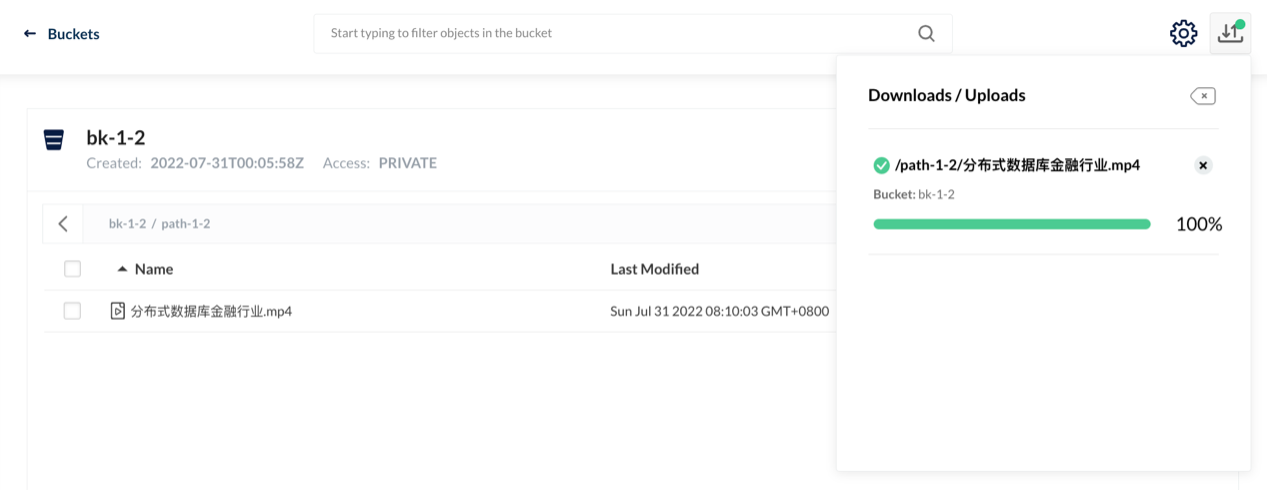 Buckets
Start typing to filter objects in the bucket
Downloads / Uploads
bk-1-2
Created: 2022-07-31T00:05:58Z Access: PRIVATE
/path-1-2/分布式数据库金融行业.mp4
Bucket: bk-1-2
100%
bk-1-2 / path-1-2
Name Last Modified
分布式数据库金融行业.mp4 Sun Jul 31 2022 08:10:03 GMT+0800